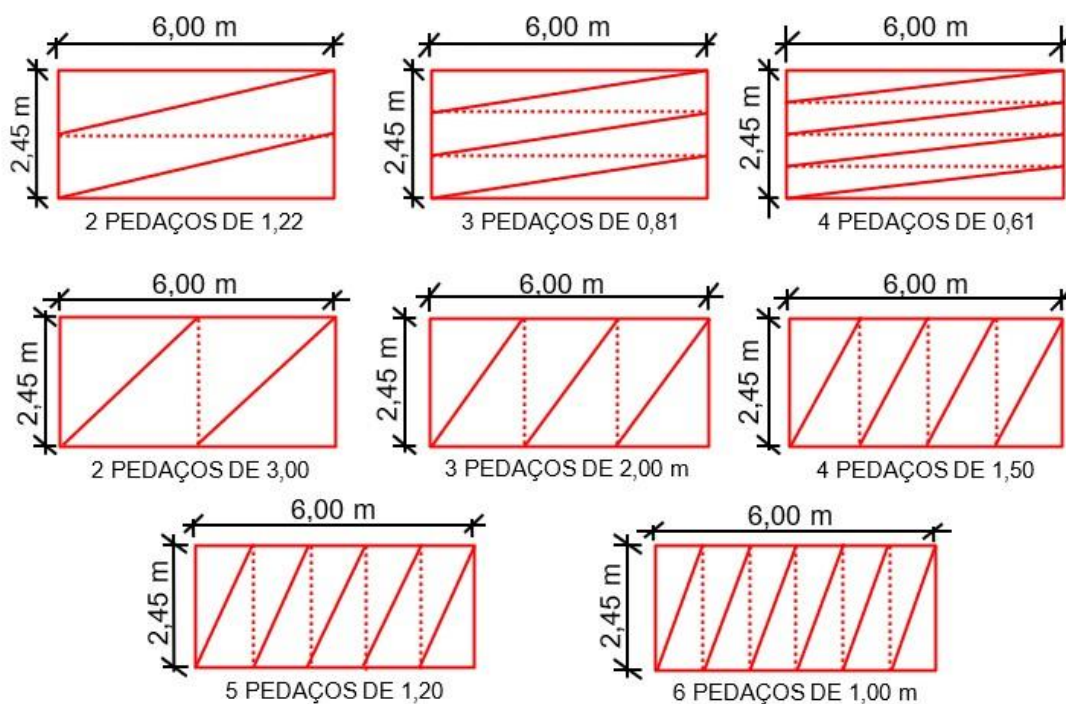 6,00 m
2,45 m
2 PEDAÇOS DE 1,22
6,00 m
2,45 m
3 PEDAÇOS DE 0,81
6,00 m
2,45 m
4 PEDAÇOS DE 0,61
6,00 m
2,45 m
2 PEDAÇOS DE 3,00
6,00 m
2,45 m
3 PEDAÇOS DE 2,00 m
6,00 m
2,45 m
4 PEDAÇOS DE 1,50
6,00 m
2,45 m
5 PEDAÇOS DE 1,20
6,00 m
2,45 m
6 PEDAÇOS DE 1,00 m